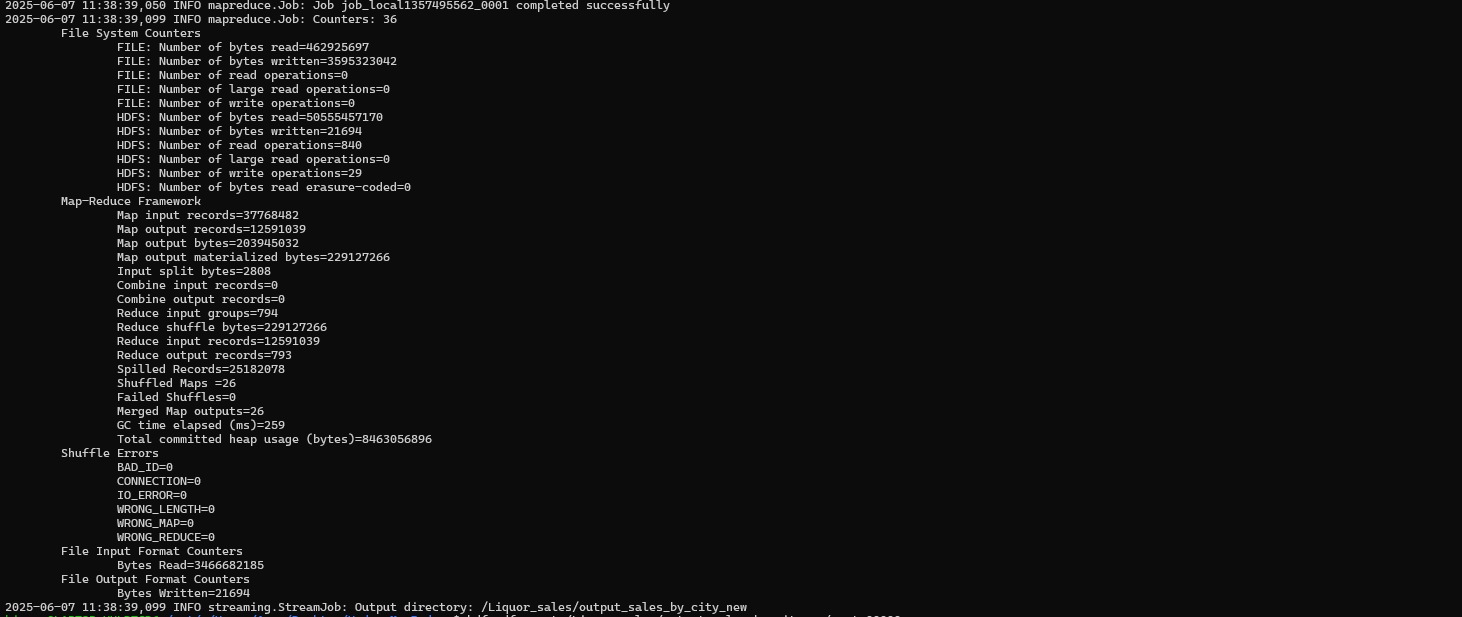 2025-06-07 11:38:39,050 INFO mapreduce.Job: Job job_local1357495562_0001 completed successfully
2025-06-07 11:38:39,099 INFO mapreduce.Job: Counters: 36
File System Counters
FILE: Number of bytes read=462925697
FILE: Number of bytes written=3595323042
FILE: Number of read operations=0
FILE: Number of large read operations=0
FILE: Number of write operations=0
HDFS: Number of bytes read=50555457170
HDFS: Number of bytes written=21694
HDFS: Number of read operations=840
HDFS: Number of large read operations=0
HDFS: Number of write operations=29
HDFS: Number of bytes read erasure-coded=0
Map-Reduce Framework
Map input records=37768482
Map output records=12591039
Map output bytes=203945032
Map output materialized bytes=229127266
Input split bytes=2808
Combine input records=0
Combine output records=0
Reduce input groups=794
Reduce shuffle bytes=229127266
Reduce input records=12591039
Reduce output records=793
Spilled Records=25182078
Shuffled Maps =26
Failed Shuffles=0
Merged Map outputs=26
GC time elapsed (ms)=259
Total committed heap usage (bytes)=8463056896
Shuffle Errors
BAD_ID=0
CONNECTION=0
IO_ERROR=0
WRONG_LENGTH=0
WRONG_MAP=0
WRONG_REDUCE=0
File Input Format Counters
Bytes Read=3466682185
File Output Format Counters
Bytes Written=21694
2025-06-07 11:38:39,099 INFO streaming.StreamJob: Output directory: /Liquor_sales/output_sales_by_city_new